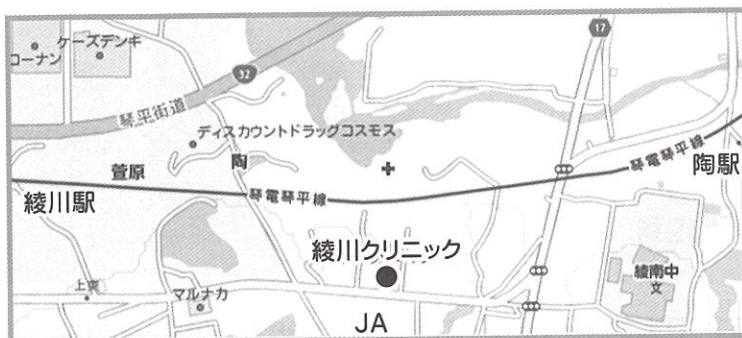 ケーズデンキ
コーナン
17
32
琴平街道
ディスカウントドラッグコスモス
萱原
陶
琴電琴平線
陶駅
綾川駅
琴電琴平線
綾川クリニック
綾南中
文
上原
マルナカ
JA